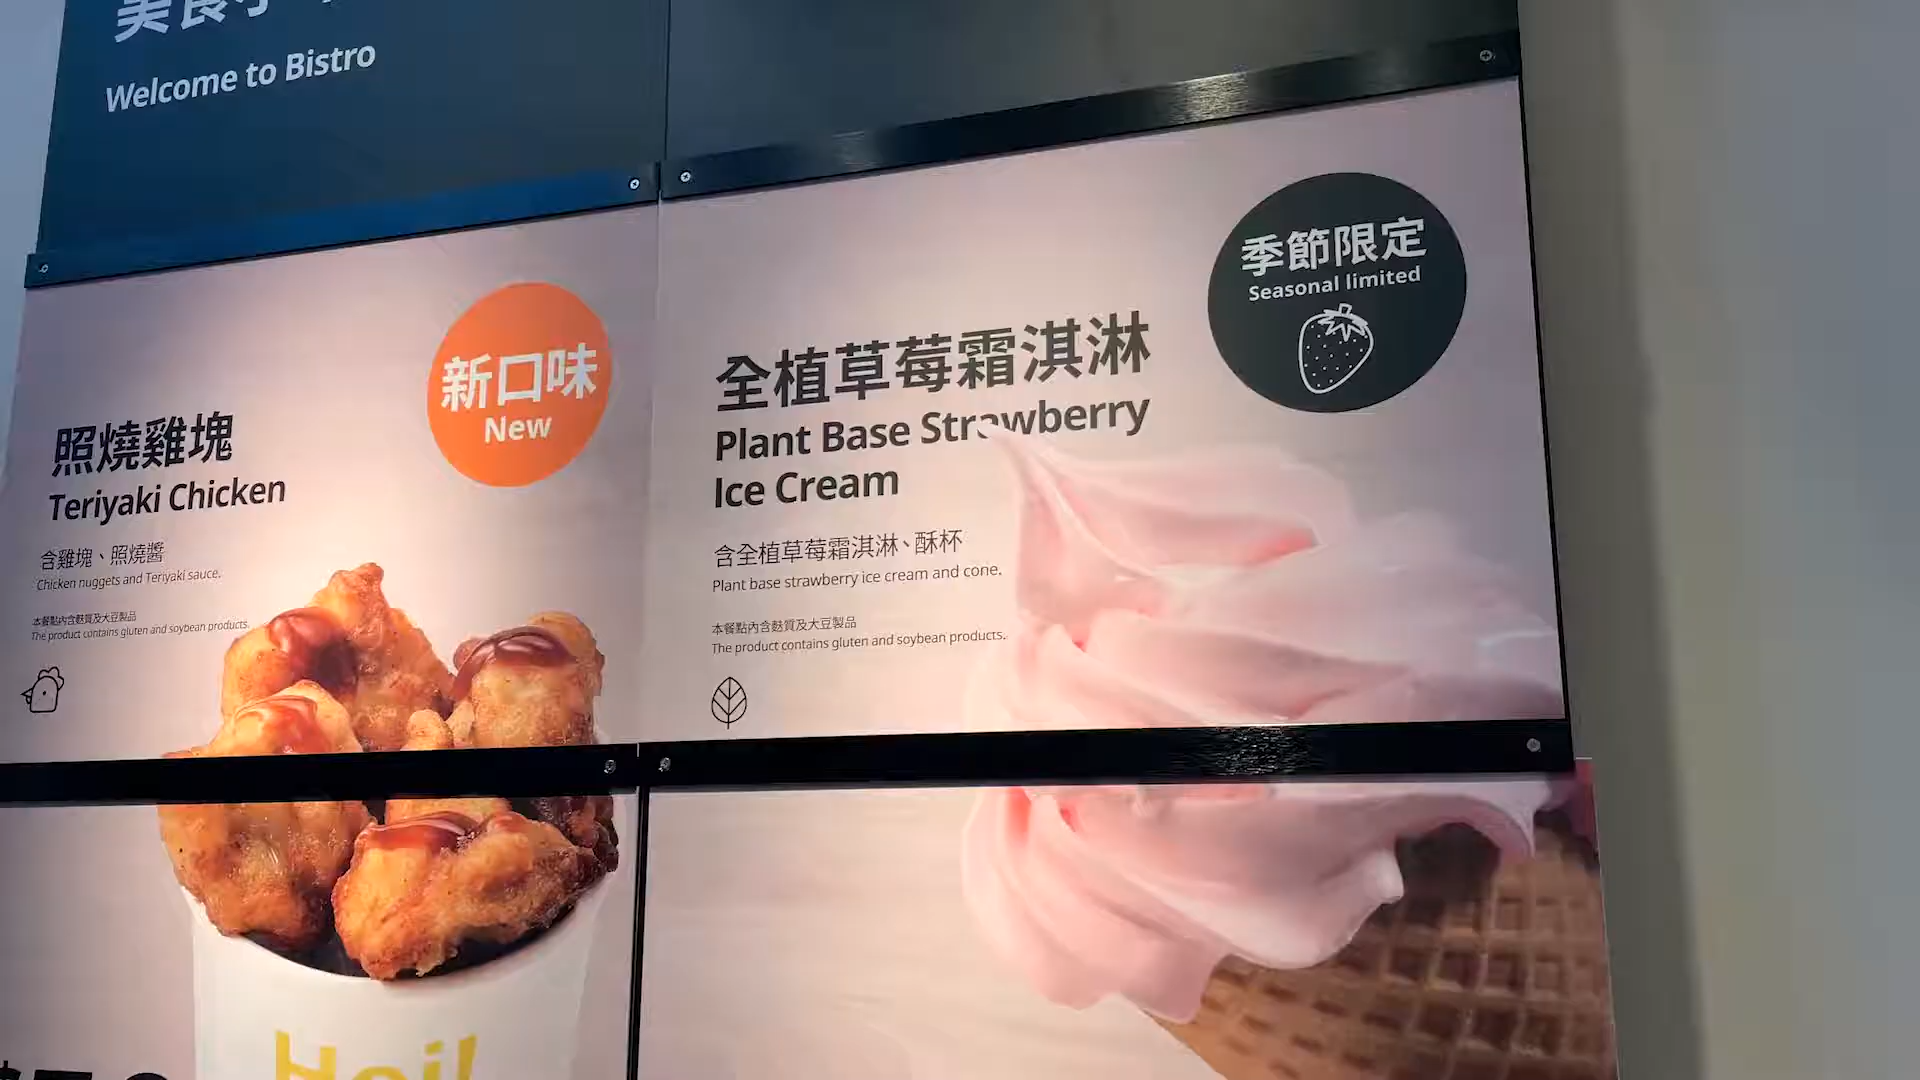 美食
Welcome to Bistro
新口味
New
照燒雞塊
Teriyaki Chicken
含雞塊、照燒醬
Chicken nuggets and Teriyaki sauce.
本餐點內含麩質及大豆製品
The product contains gluten and soybean products.
Hej!
季節限定
Seasonal limited
全植草莓霜淇淋
Plant Base Strawberry
Ice Cream
含全植草莓霜淇淋、酥杯
Plant base strawberry ice cream and cone.
本餐點內含麩質及大豆製品
The product contains gluten and soybean products.